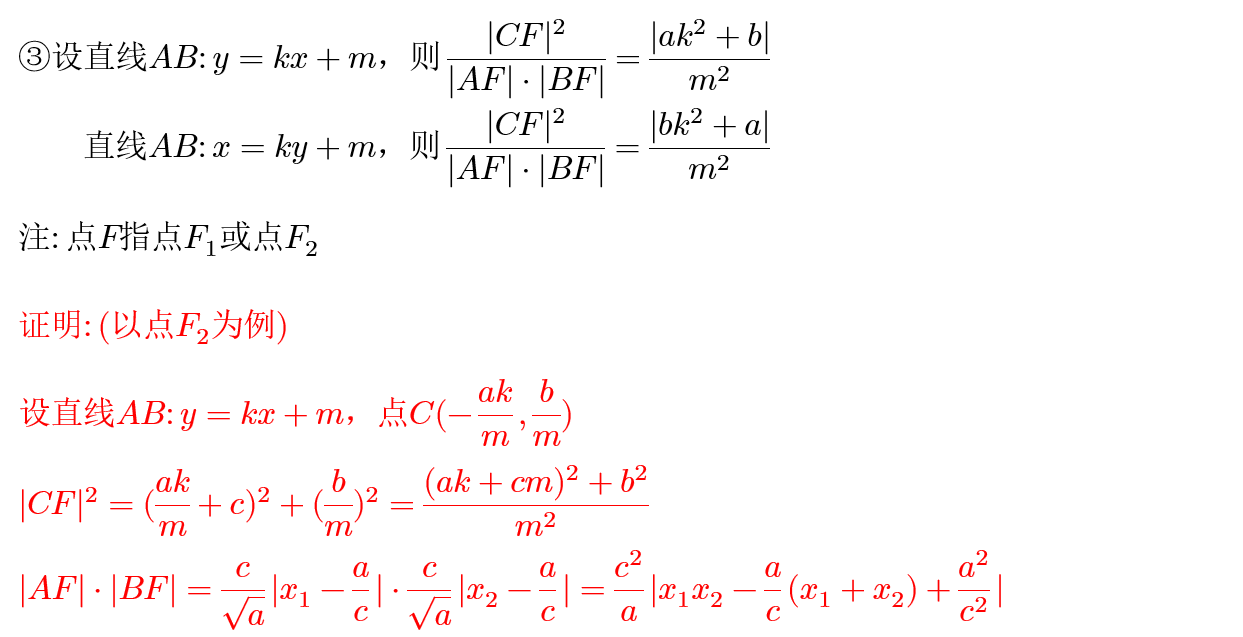 ③设直线AB: y = kx + m，则 |CF|²/(|AF| · |BF|) = |ak² + b|/m²
直线AB: x = ky + m，则 |CF|²/(|AF| · |BF|) = |bk² + a|/m²
注: 点F指点F₁或点F₂
证明: (以点F₂为例)
设直线AB: y = kx + m，点C(−ak/m, b/m)
|CF|² = (ak/m + c)² + (b/m)² = ((ak + cm)² + b²)/m²
|AF| · |BF| = c/√a |x₁ − a/c| · c/√a |x₂ − a/c| = c²/a |x₁x₂ − a/c (x₁ + x₂) + a²/c²|